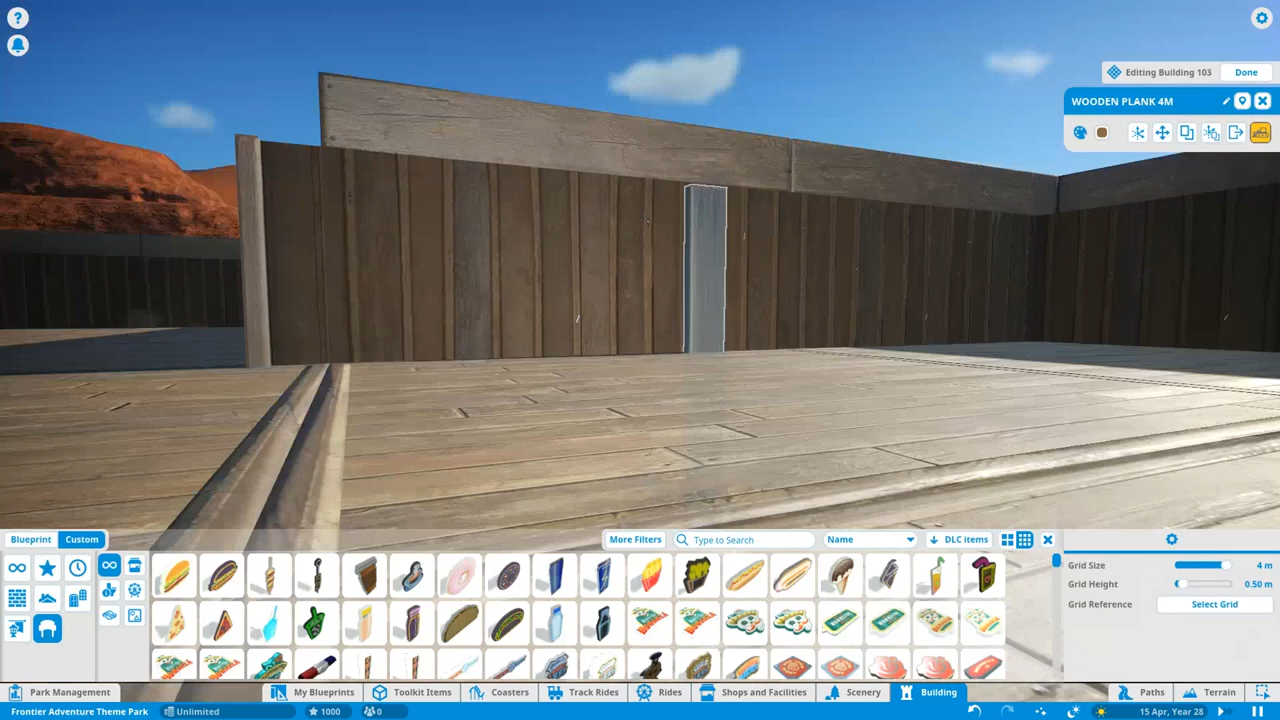 Editing Building 103
Done
WOODEN PLANK 4M
Blueprint
Custom
More Filters
Type to Search
Name
DLC items
Grid Size
4 m
Grid Height
0.50 m
Grid Reference
Select Grid
Park Management
My Blueprints
Toolkit Items
Coasters
Track Rides
Rides
Shops and Facilities
Scenery
Building
Paths
Terrain
Frontier Adventure Theme Park
Unlimited
1000
0
15 Apr, Year 28